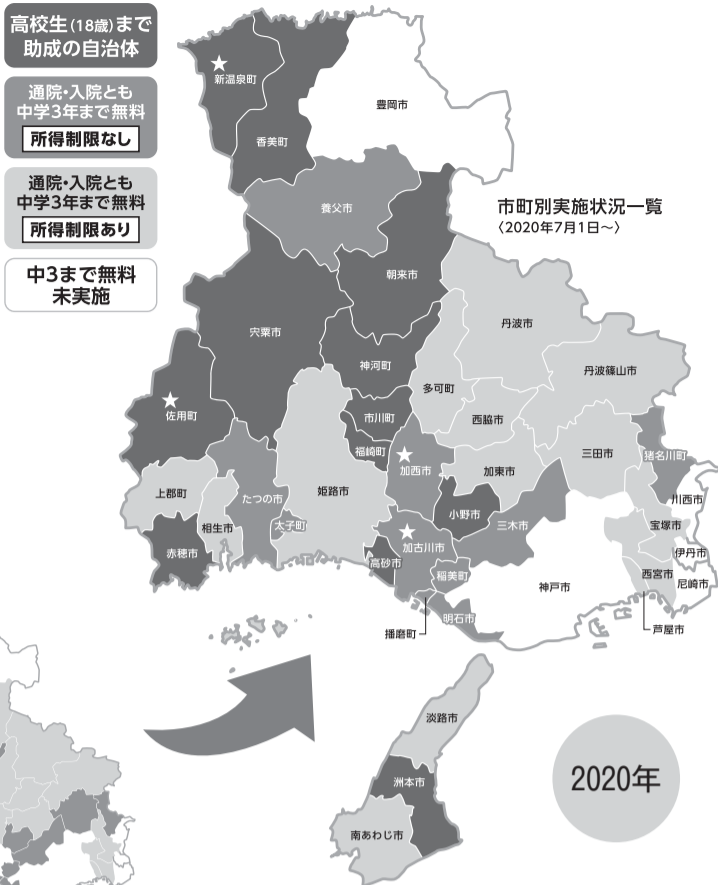 高校生(18歳)まで
助成の自治体
通院・入院とも
中学3年まで無料
所得制限なし
通院・入院とも
中学3年まで無料
所得制限あり
中3まで無料
未実施
市町別実施状況一覧
〈2020年7月1日〜〉
新温泉町
豊岡市
香美町
養父市
朝来市
宍粟市
丹波市
神河町
丹波篠山市
多可町
佐用町
市川町
西脇市
福崎町
加西市
加東市
三田市
猪名川町
上郡町
たつの市
姫路市
川西市
相生市
太子町
小野市
三木市
宝塚市
赤穂市
加古川市
伊丹市
高砂市
稲美町
西宮市
尼崎市
神戸市
明石市
播磨町
芦屋市
淡路市
洲本市
南あわじ市
2020年